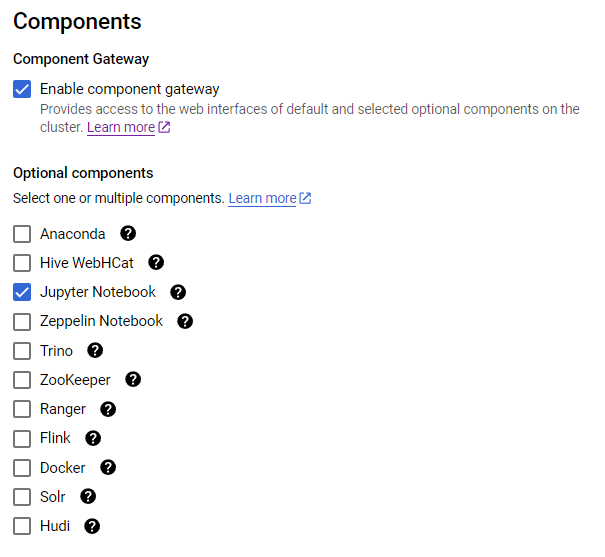 Components
Component Gateway
Enable component gateway
Provides access to the web interfaces of default and selected optional components on the
cluster. Learn more
Optional components
Select one or multiple components. Learn more
Anaconda
Hive WebHCat
Jupyter Notebook
Zeppelin Notebook
Trino
ZooKeeper
Ranger
Flink
Docker
Solr
Hudi